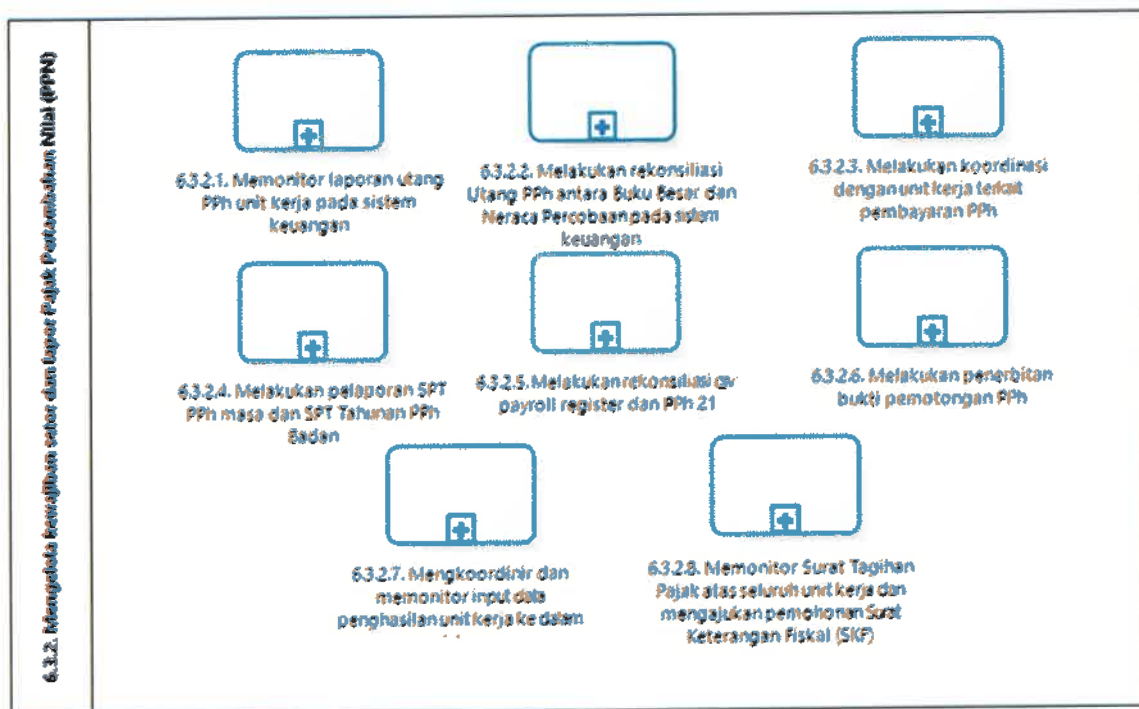 6.3.2. Mengelola kewajiban setor dan lapor Pajak Pertambahan Nilai (PPN)
6.3.2.1. Memonitor laporan utang
PPh unit kerja pada sistem
keuangan
6.3.2.2. Melakukan rekonsiliasi
Utang PPh antara Buku Besar dan
Neraca Percobaan pada sistem
keuangan
6.3.2.3. Melakukan koordinasi
dengan unit kerja terkait
pembayaran PPh
6.3.2.4. Melakukan pelaporan SPT
PPh masa dan SPT Tahunan PPh
Badan
6.3.2.5. Melakukan rekonsiliasi
payroll register dan PPh 21
6.3.2.6. Melakukan penerbitan
bukti pemotongan PPh
6.3.2.7. Mengkoordinir dan
memonitor input data
penghasilan unit kerja ke dalam
6.3.2.8. Memonitor Surat Tagihan
Pajak atas seluruh unit kerja dan
mengajukan permohonan Surat
Keterangan Fiskal (SKF)